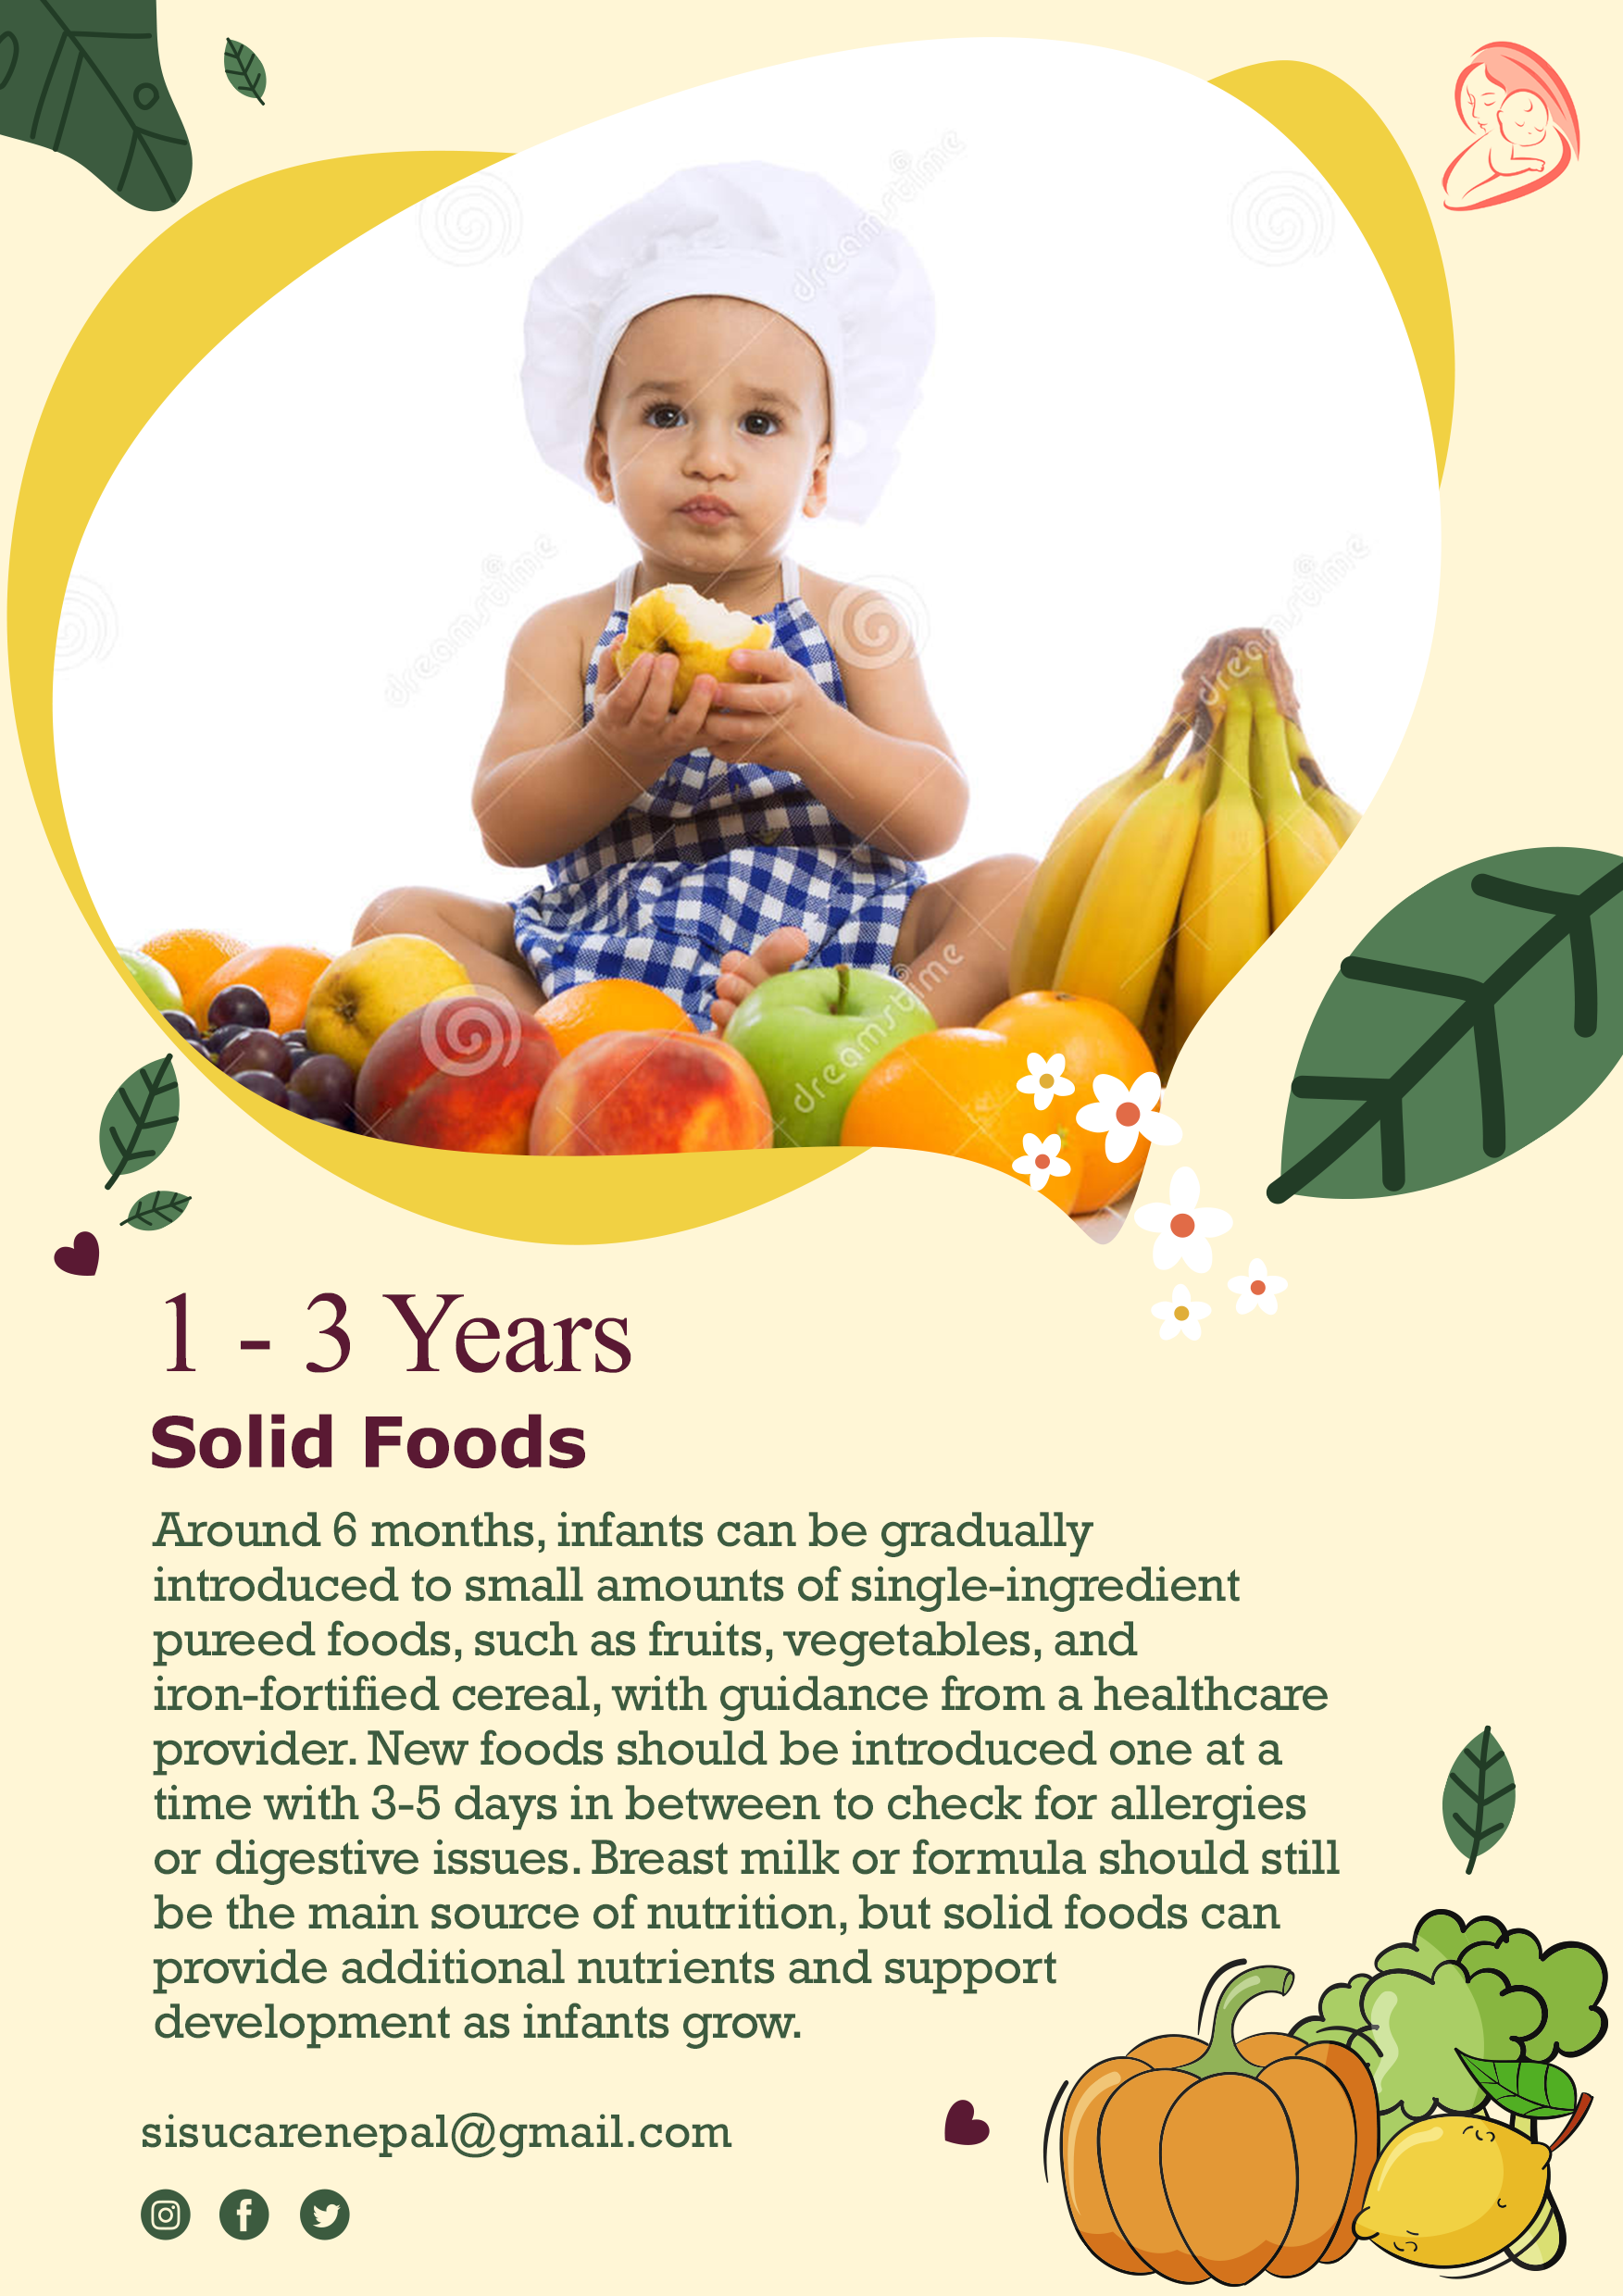 dreamstime
dreamstime
dreamstime
dreamstime
1 - 3 Years
Solid Foods
Around 6 months, infants can be gradually
introduced to small amounts of single-ingredient
pureed foods, such as fruits, vegetables, and
iron-fortified cereal, with guidance from a healthcare
provider. New foods should be introduced one at a
time with 3-5 days in between to check for allergies
or digestive issues. Breast milk or formula should still
be the main source of nutrition, but solid foods can
provide additional nutrients and support
development as infants grow.
sisucarenepal@gmail.com